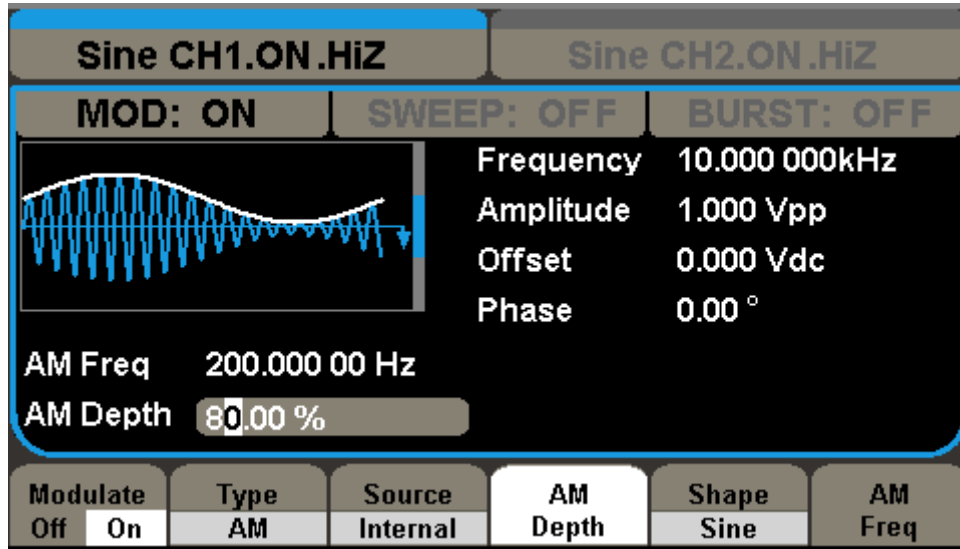 Sine CH1.ON.HiZ
Sine CH2.ON.HiZ
MOD: ON
SWEEP: OFF
BURST: OFF
Frequency 10.000 000kHz
Amplitude 1.000 Vpp
Offset 0.000 Vdc
Phase 0.00 °
AM Freq 200.000 00 Hz
AM Depth 80.00 %
Modulate
Off On
Type
AM
Source
Internal
AM
Depth
Shape
Sine
AM
Freq